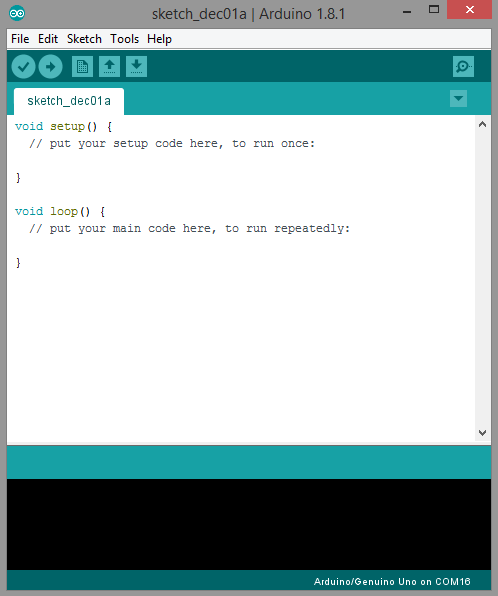 sketch_dec01a | Arduino 1.8.1
File Edit Sketch Tools Help
sketch_dec01a
void setup() {
  // put your setup code here, to run once:
}
void loop() {
  // put your main code here, to run repeatedly:
}
Arduino/Genuino Uno on COM16